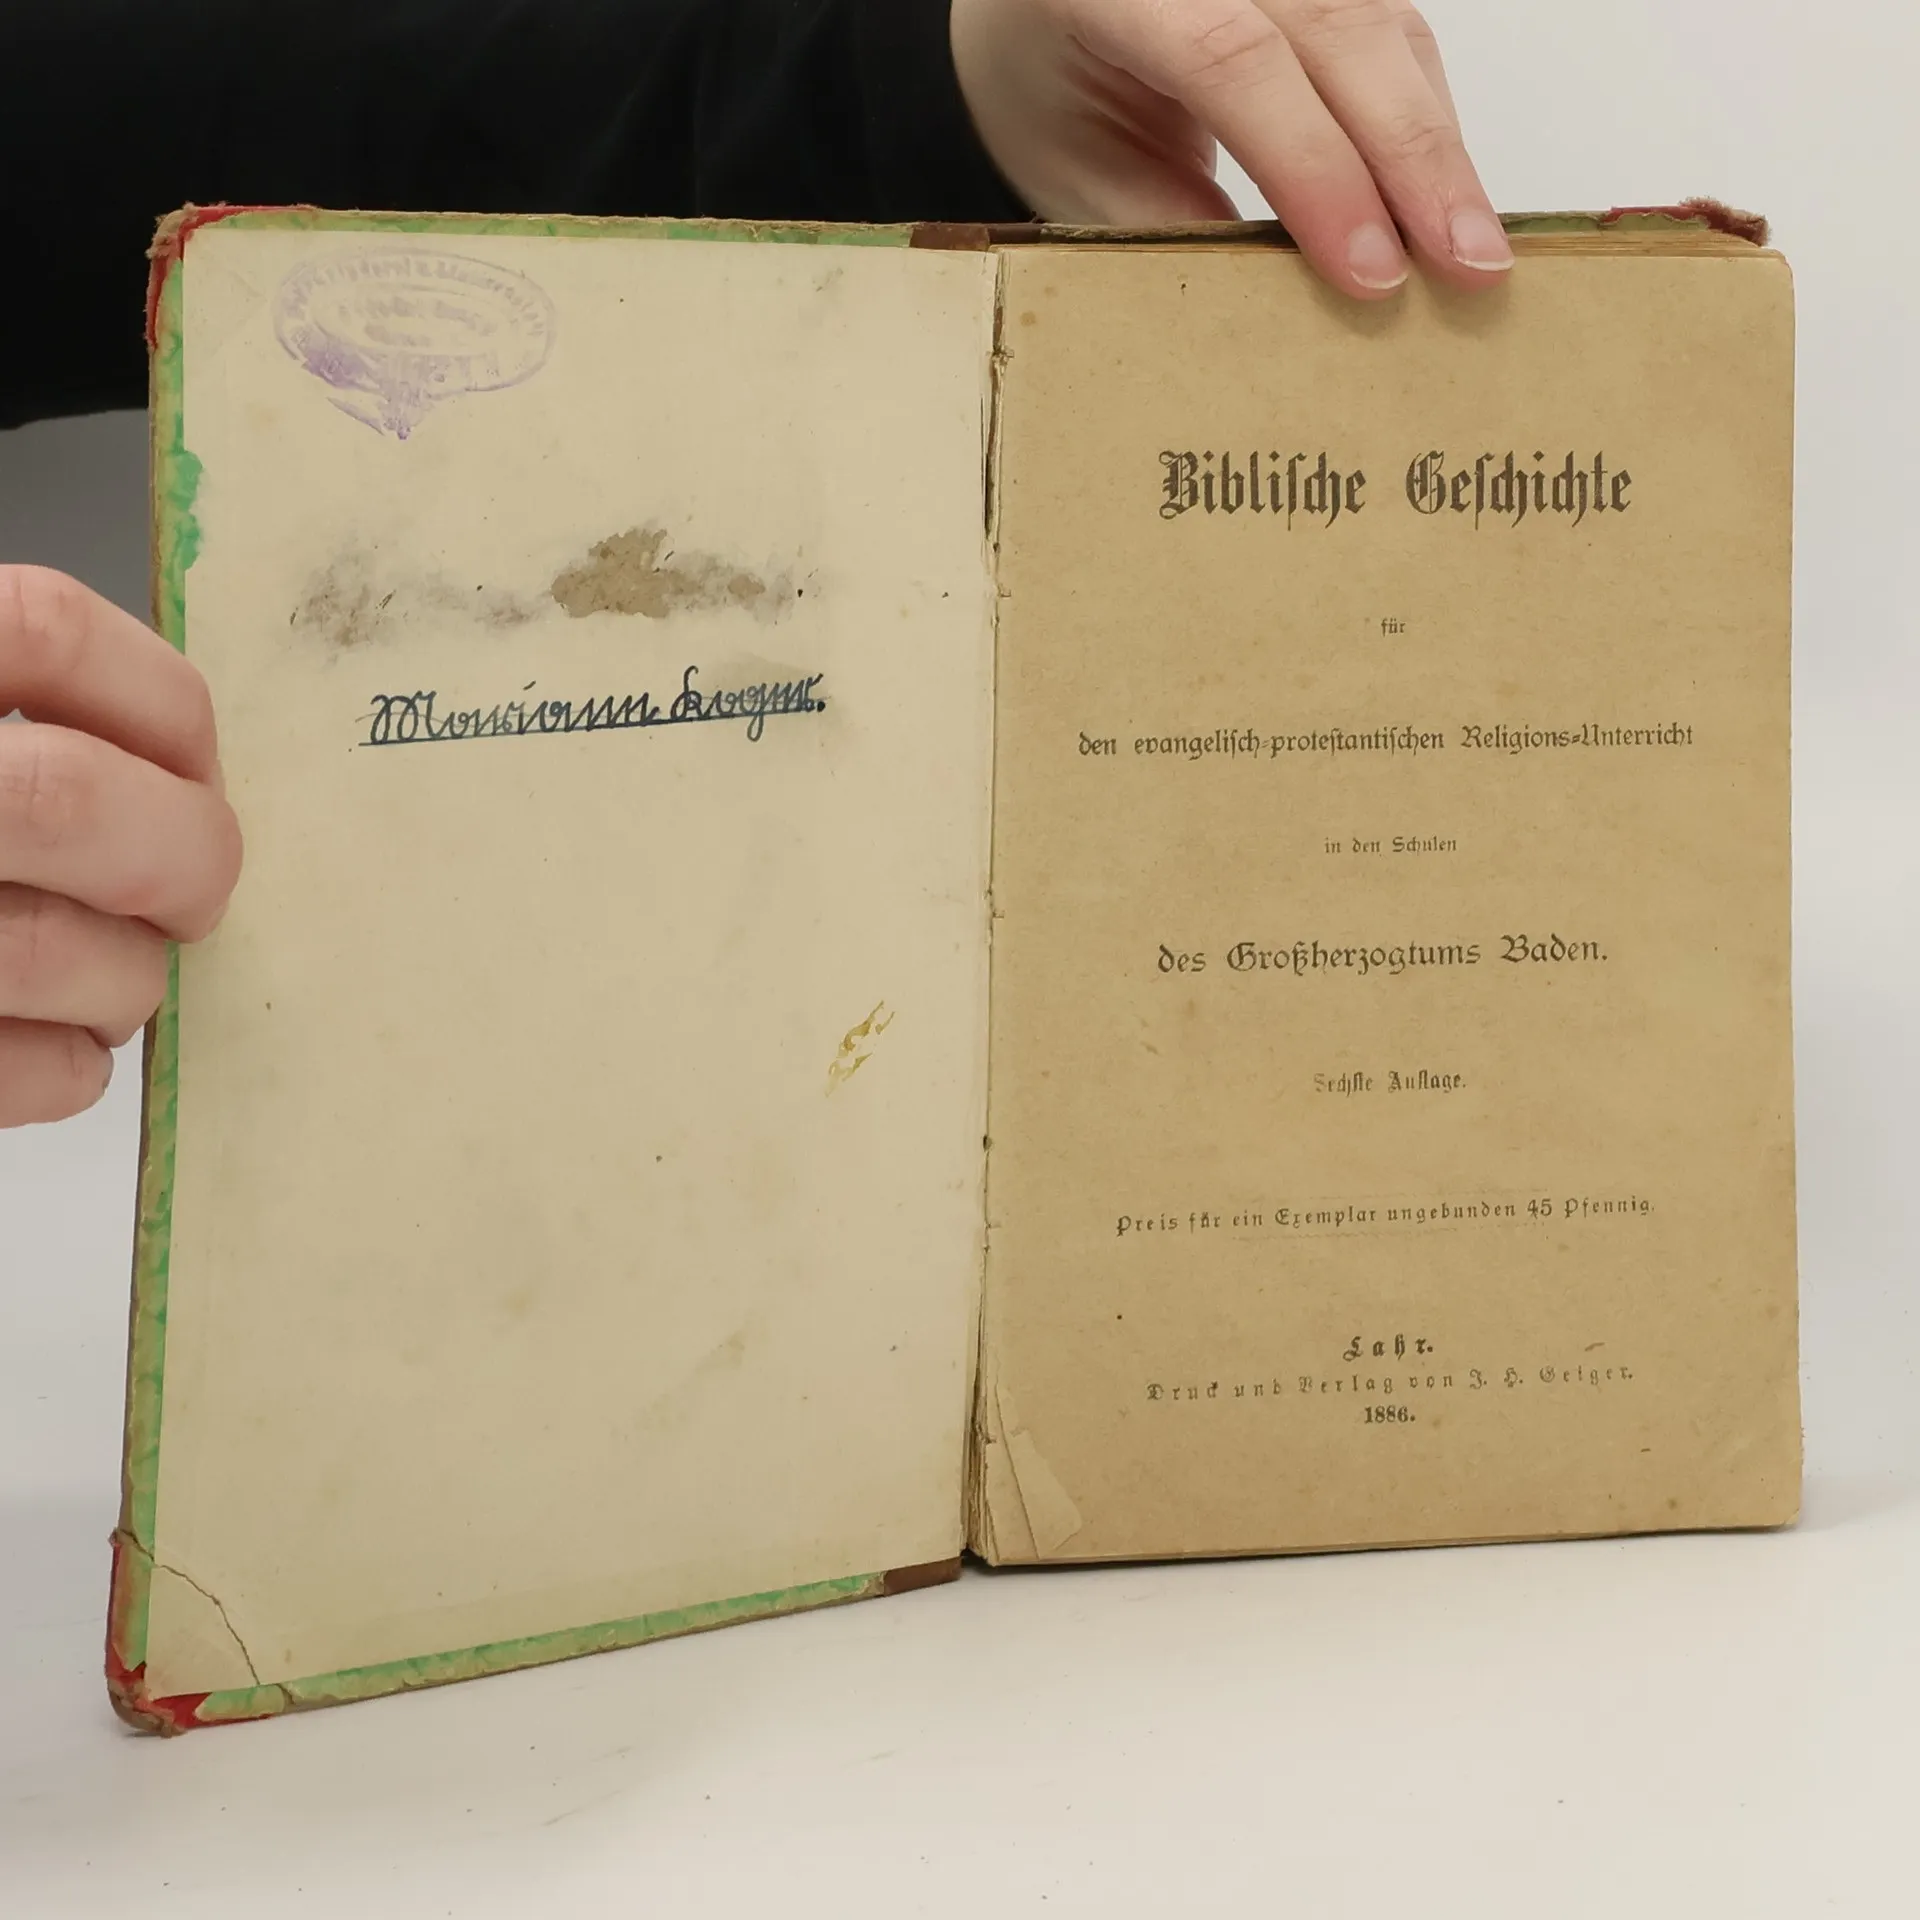 Biblische Geschichte
für
den evangelisch-protestantischen Religions-Unterricht
in den Schulen
des Großherzogtums Baden.
Sechste Auflage.
Preis für ein Exemplar ungebunden 45 Pfennig.
Lahr.
Druck und Verlag von J. H. Geiger.
1886.